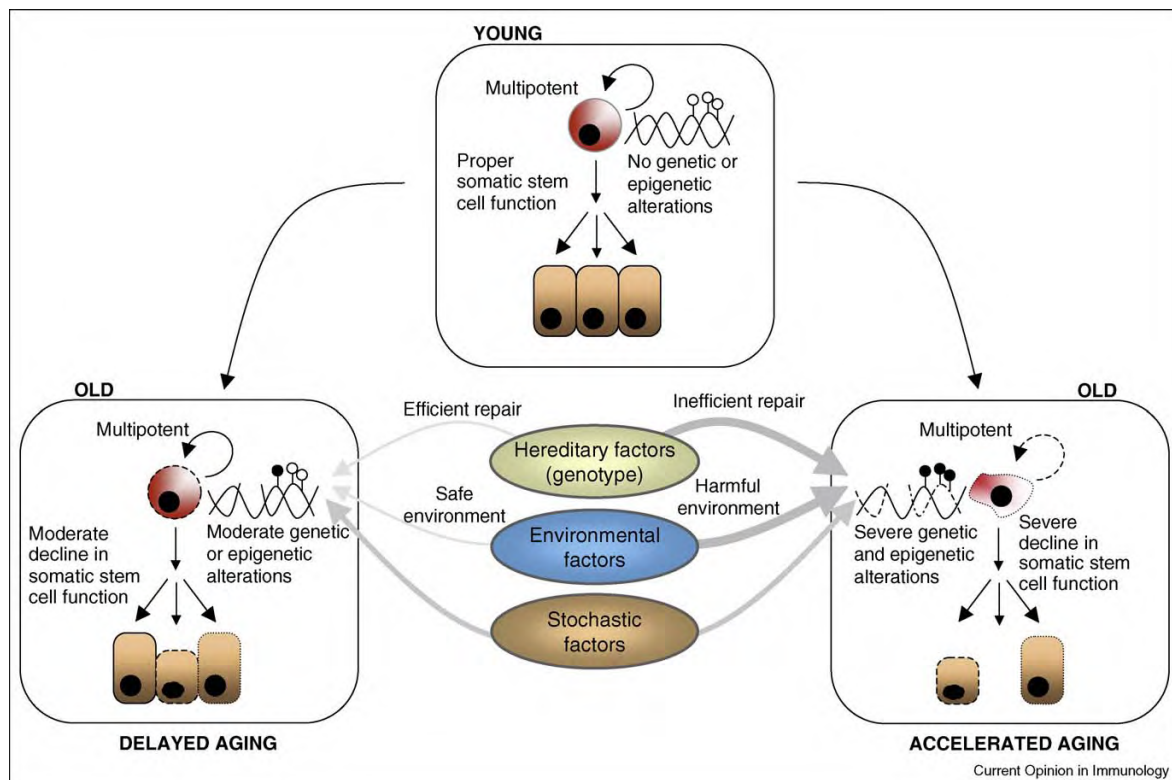 YOUNG
Multipotent
Proper
somatic stem
cell function
No genetic or
epigenetic
alterations
OLD
Multipotent
Moderate
decline in
somatic stem
cell function
Moderate genetic
or epigenetic
alterations
DELAYED AGING
Efficient repair
Inefficient repair
Hereditary factors
(genotype)
Safe
environment
Harmful
environment
Environmental
factors
Stochastic
factors
OLD
Multipotent
Severe genetic
and epigenetic
alterations
Severe
decline in
somatic stem
cell function
ACCELERATED AGING
Current Opinion in Immunology